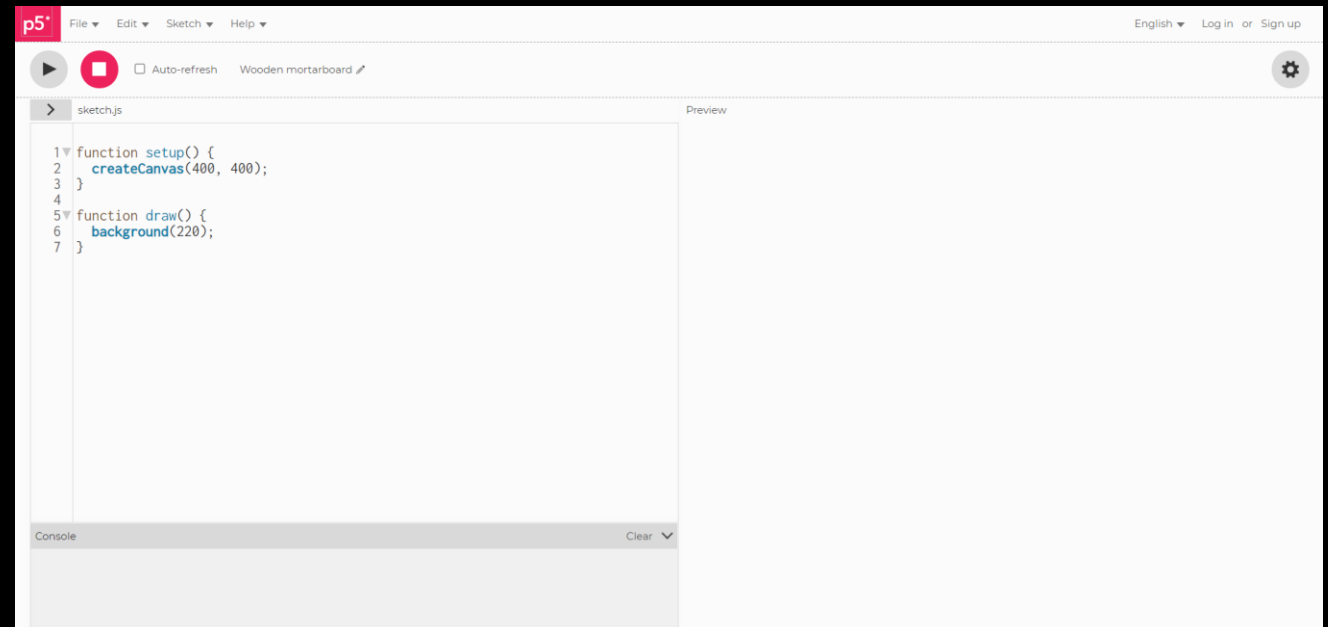 p5* File Edit Sketch Help English Log in or Sign up
Auto-refresh Wooden mortarboard
sketch.js Preview
1 function setup() {
2   createCanvas(400, 400);
3 }
4
5 function draw() {
6   background(220);
7 }
Console Clear